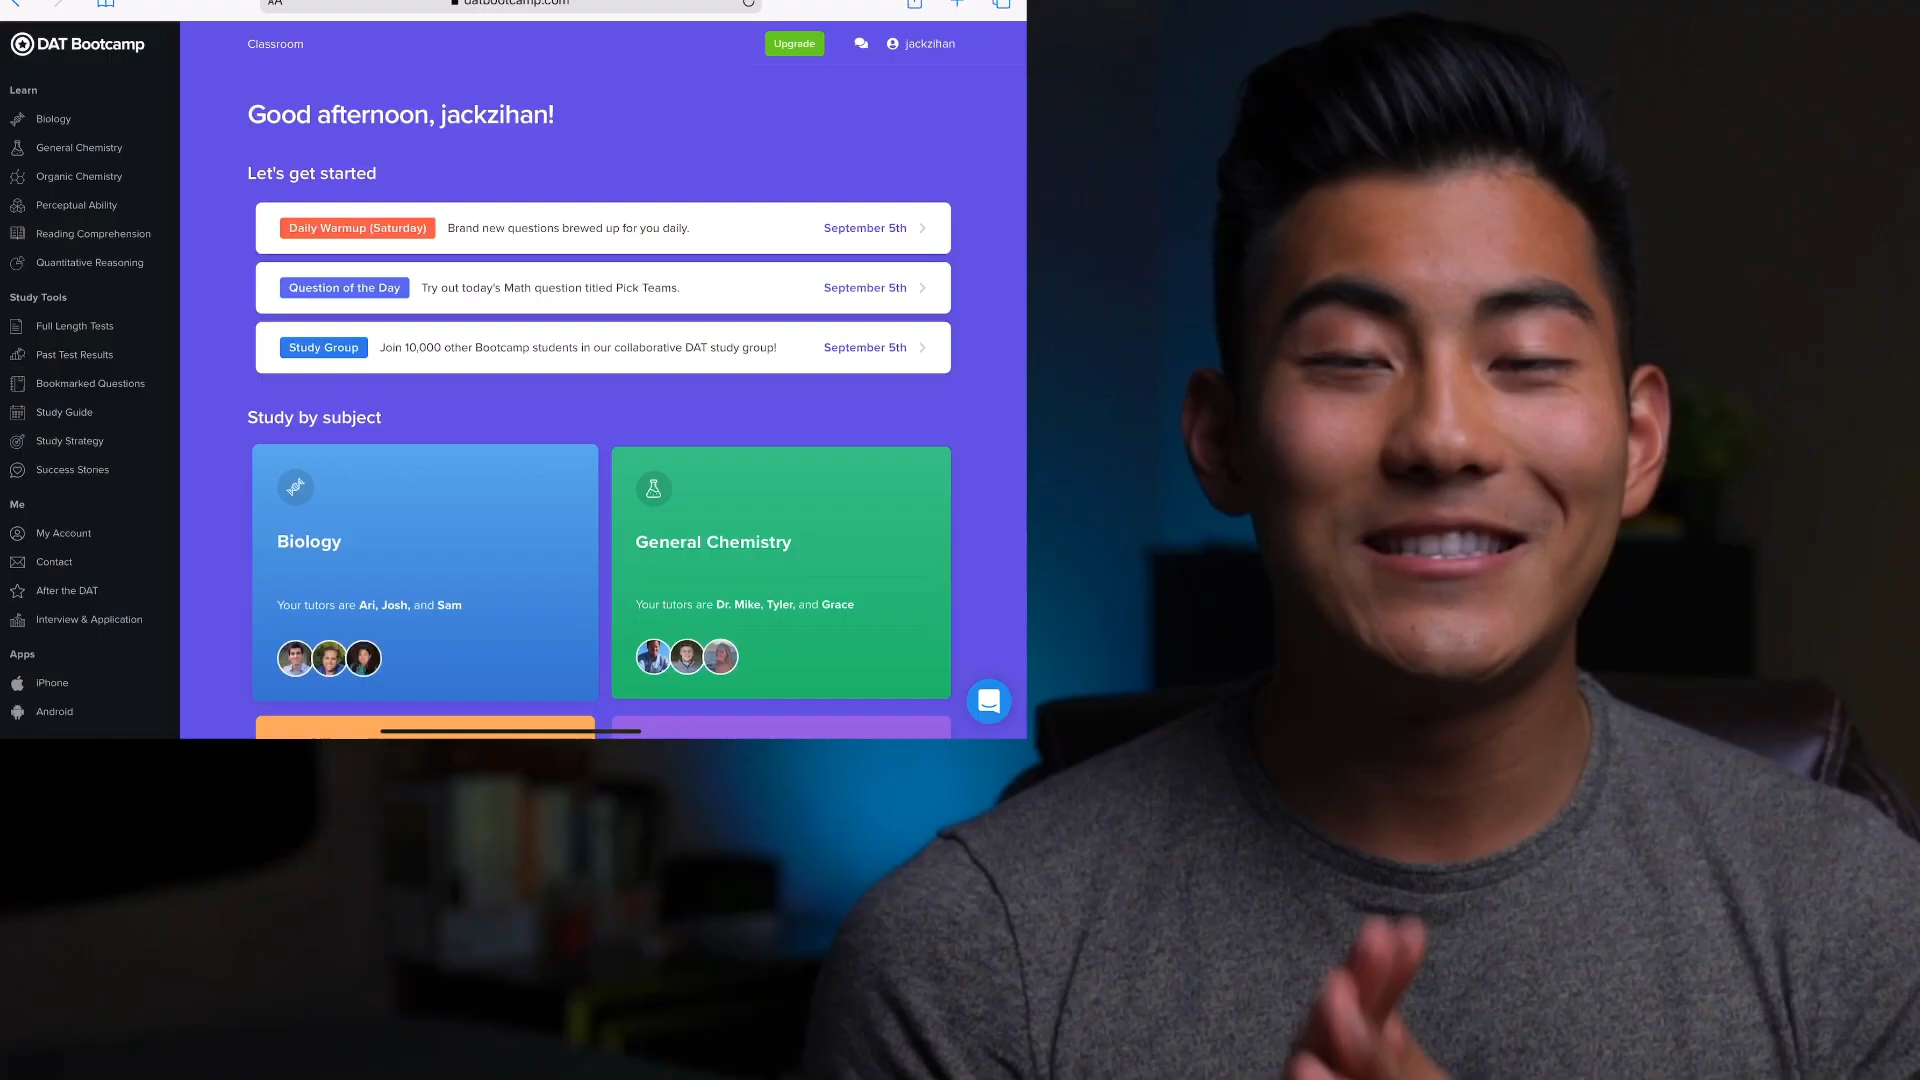 AA datbootcamp.com
DAT Bootcamp
Classroom
Upgrade
jackzihan
Learn
Biology
General Chemistry
Organic Chemistry
Perceptual Ability
Reading Comprehension
Quantitative Reasoning
Study Tools
Full Length Tests
Past Test Results
Bookmarked Questions
Study Guide
Study Strategy
Success Stories
Me
My Account
Contact
After the DAT
Interview & Application
Apps
iPhone
Android
Good afternoon, jackzihan!
Let's get started
Daily Warmup (Saturday) Brand new questions brewed up for you daily. September 5th
Question of the Day Try out today's Math question titled Pick Teams. September 5th
Study Group Join 10,000 other Bootcamp students in our collaborative DAT study group! September 5th
Study by subject
Biology
Your tutors are Ari, Josh, and Sam
General Chemistry
Your tutors are Dr. Mike, Tyler, and Grace